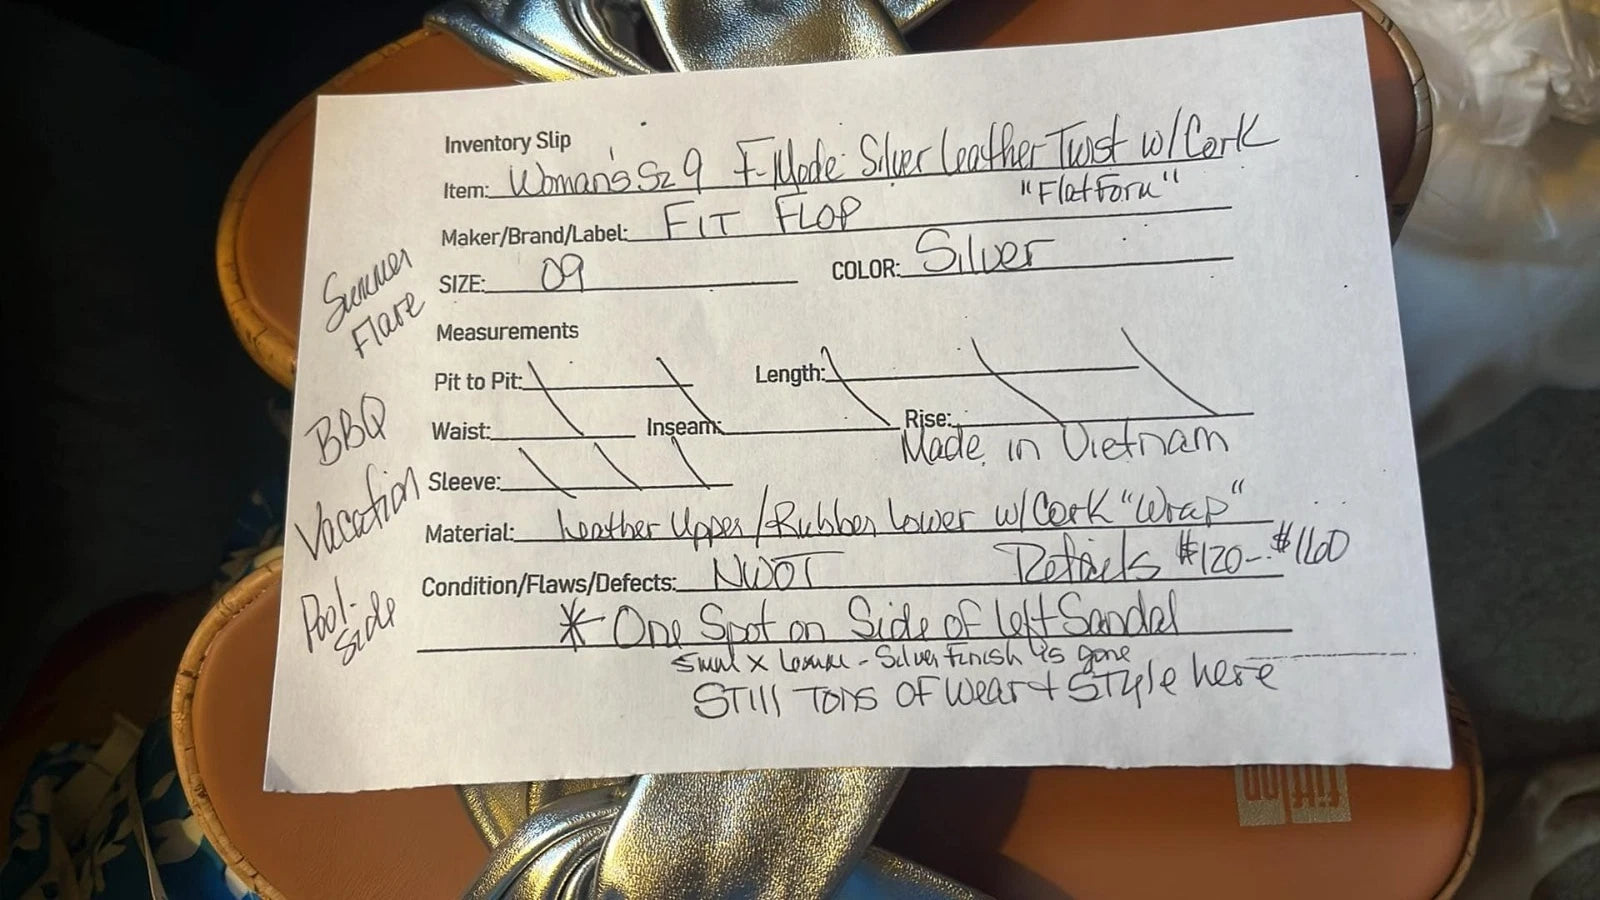 Inventory Slip
Item: Woman's Sz 9 F-Mode Silver Leather Twist w/Cork
"Flatform"
Maker/Brand/Label: FIT FLOP
SIZE: 09 COLOR: Silver
Measurements
Pit to Pit: Length:
Waist: Inseam: Rise:
Made in Vietnam
Sleeve:
Material: Leather Upper/Rubber Lower w/Cork "Wrap"
Condition/Flaws/Defects: NWOT Retails $120-$160
* One Spot on Side of left Sandal
5mm x - Silver Finish is gone
STill Tons OF Wear + STyle here
Summer
Flare
BBQ
Vacation
Pool-
Side
fitflop